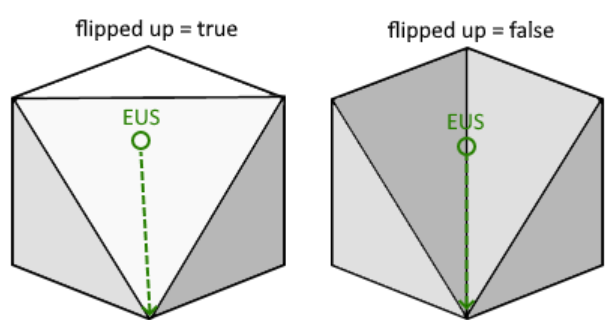 flipped up = true
flipped up = false
EUS
EUS